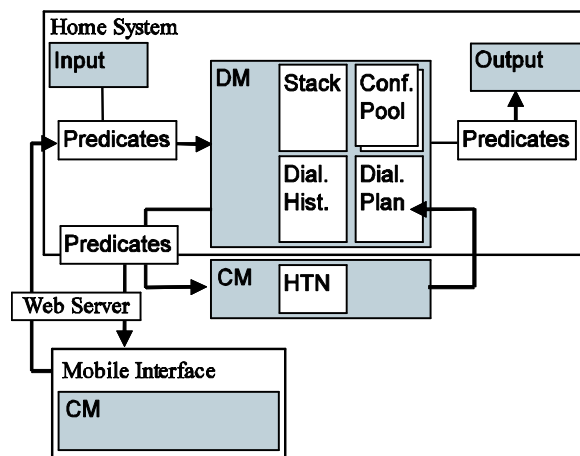 Home System
Input
Output
DM
Stack
Conf.
Pool
Predicates
Predicates
Dial.
Hist.
Dial.
Plan
Predicates
CM
HTN
Web Server
Mobile Interface
CM